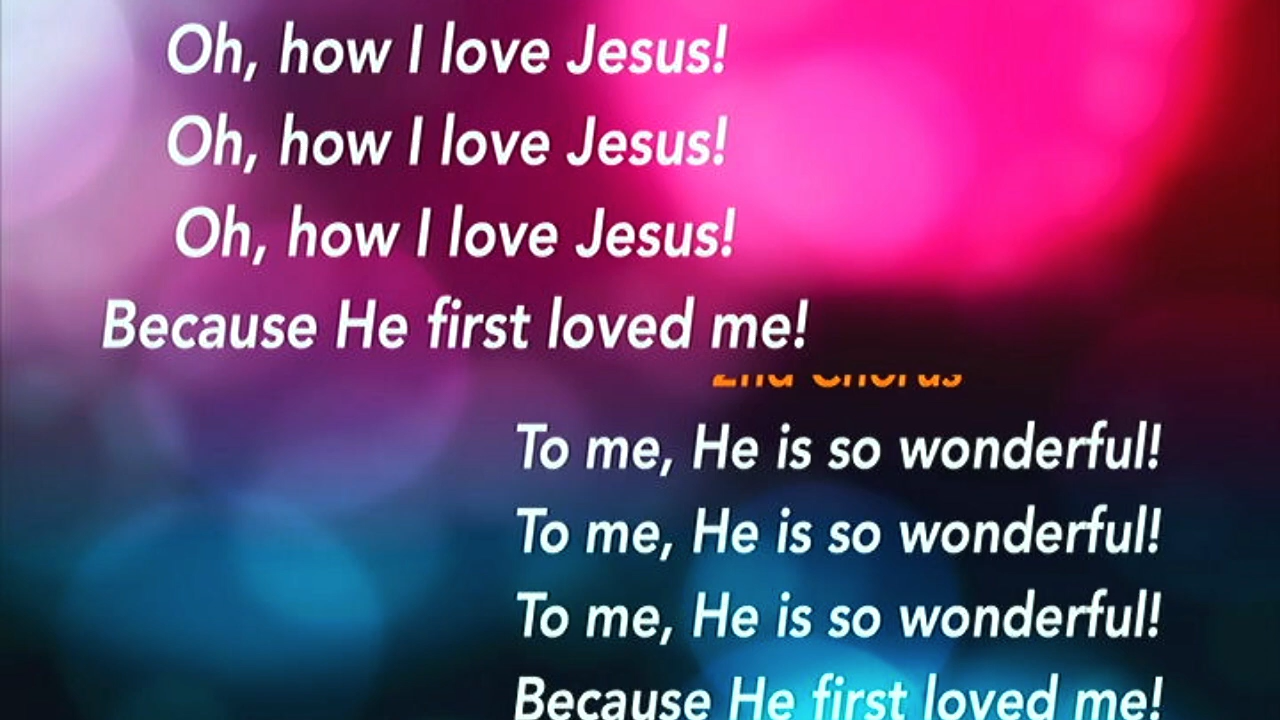 Oh, how I love Jesus!
Oh, how I love Jesus!
Oh, how I love Jesus!
Because He first loved me!
2nd Chorus
To me, He is so wonderful!
To me, He is so wonderful!
To me, He is so wonderful!
Because He first loved me!